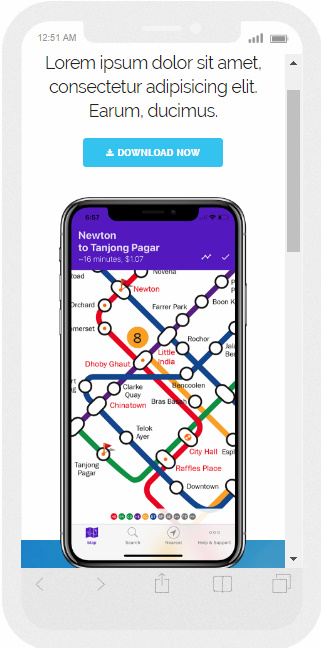 12:51 AM
Lorem ipsum dolor sit amet,
consectetur adipisicing elit.
Earum, ducimus.
DOWNLOAD NOW
6:57
Newton
to Tanjong Pagar
~16 minutes, $1.07
Novena
Newton
Orchard
Farrer Park
Boon K
Somerset
8
Rochor
Jala
Be
Little
India
Dhoby Ghaut
Bencoolen
Clarke
Quay
Bras Basah
Chinatown
Telok
Ayer
City Hall
Espl
Tanjong
Pagar
Raffles Place
Downtown
Map
Search
Nearest
Help & Support